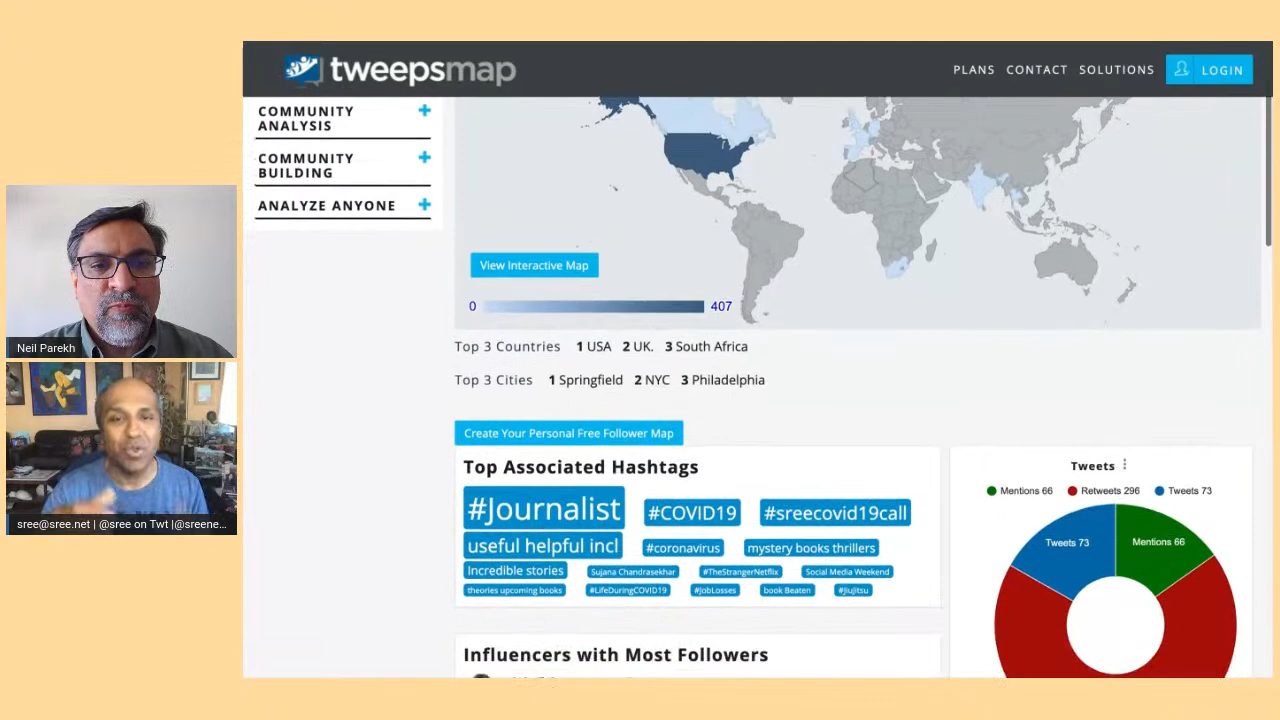 tweepsmap
PLANS CONTACT SOLUTIONS LOGIN
COMMUNITY
ANALYSIS
COMMUNITY
BUILDING
ANALYZE ANYONE
View Interactive Map
0 407
Top 3 Countries 1 USA 2 UK. 3 South Africa
Top 3 Cities 1 Springfield 2 NYC 3 Philadelphia
Create Your Personal Free Follower Map
Top Associated Hashtags
#Journalist #COVID19 #sreecovid19call
useful helpful incl #coronavirus mystery books thrillers
Incredible stories Sujana Chandrasekhar #TheStrangerNetflix Social Media Weekend
theories upcoming books #LifeDuringCOVID19 #JobLosses book Beaten #Jiujitsu
Tweets
Mentions 66 Retweets 296 Tweets 73
Tweets 73 Mentions 66
Influencers with Most Followers
Neil Parekh
sree@sree.net | @sree on Twt |@sreene...